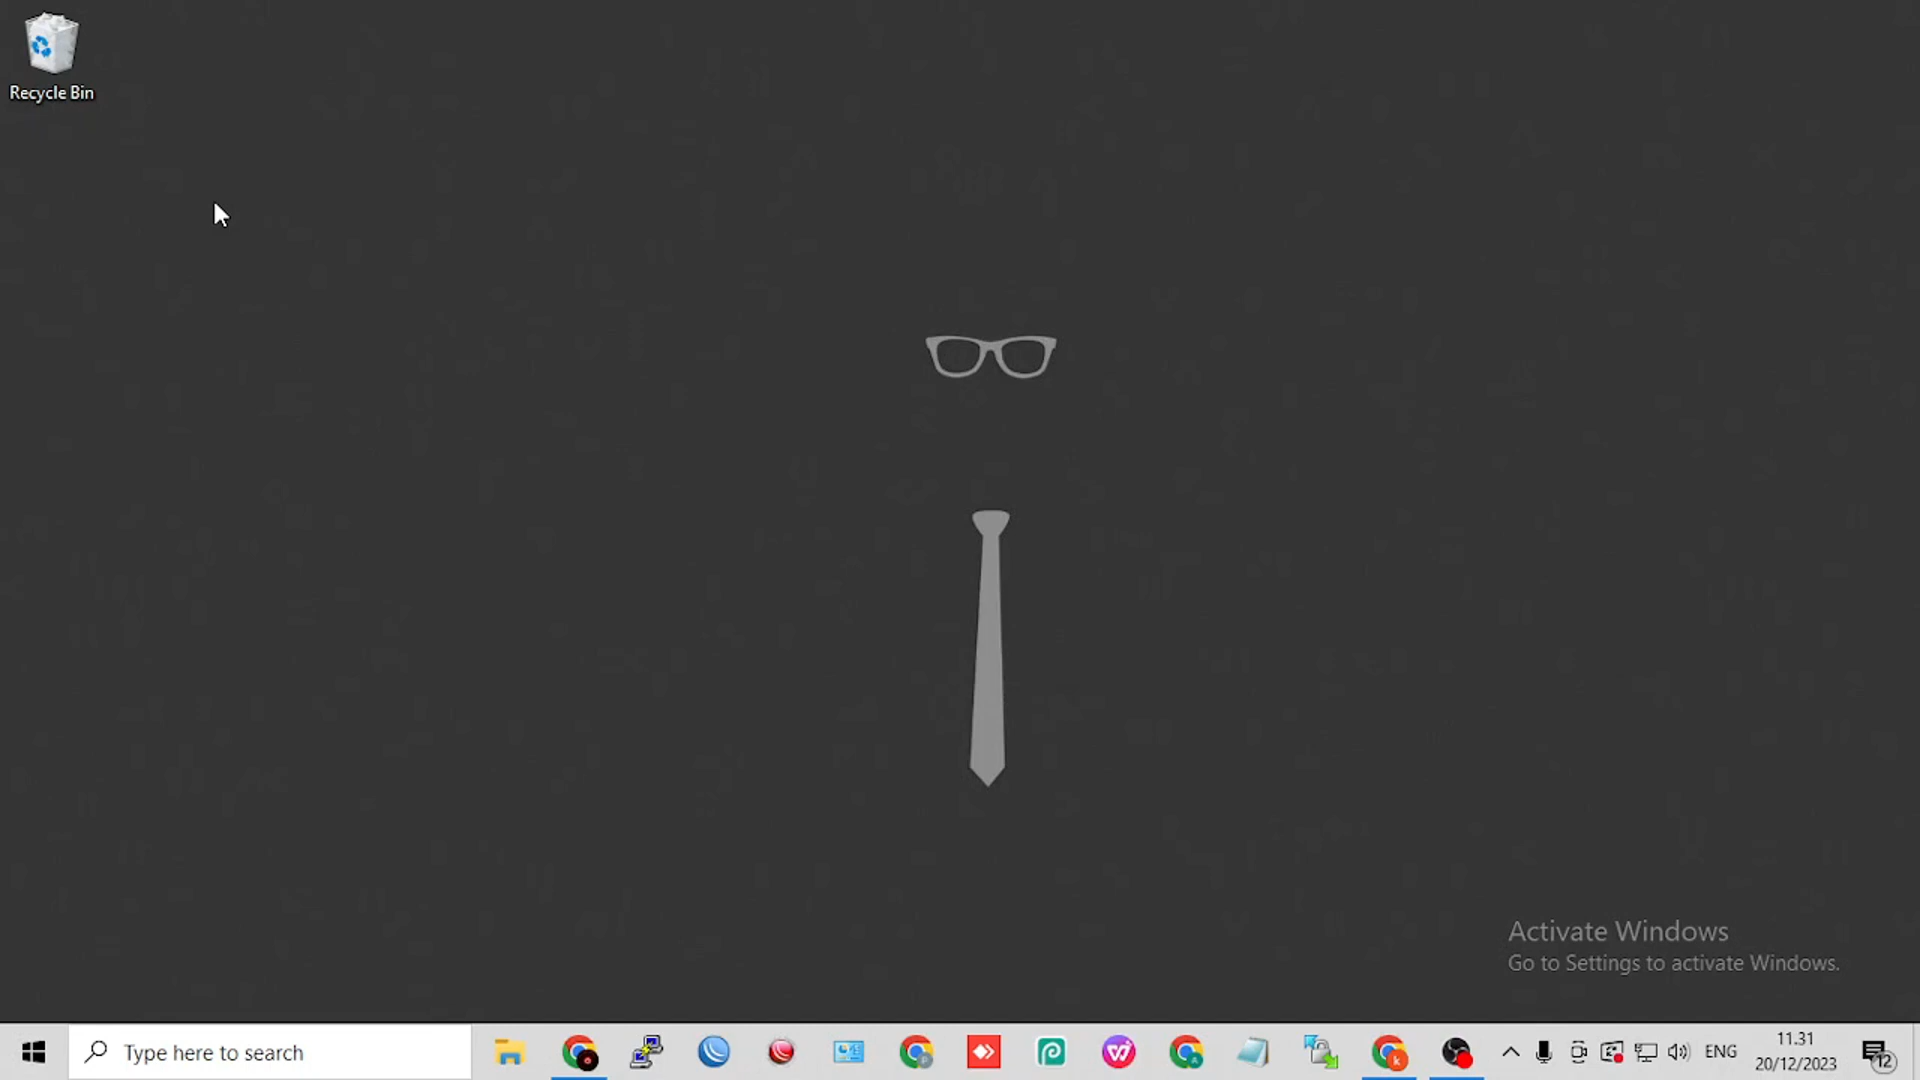 Recycle Bin
Activate Windows
Go to Settings to activate Windows.
Type here to search
ENG
11.31
20/12/2023
12